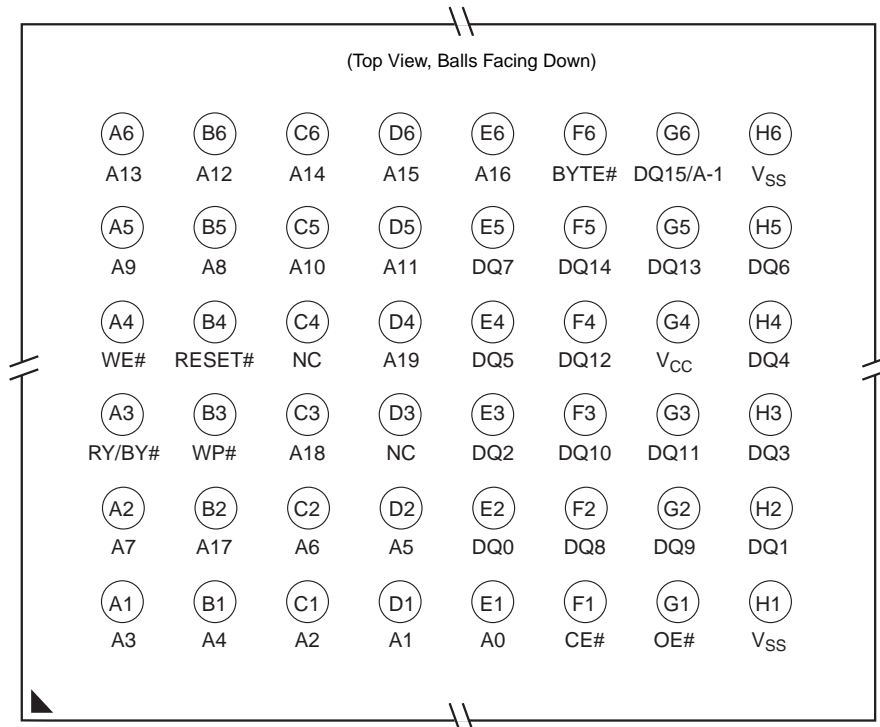 (Top View, Balls Facing Down)
A6 B6 C6 D6 E6 F6 G6 H6
A13 A12 A14 A15 A16 BYTE# DQ15/A-1 VSS
A5 B5 C5 D5 E5 F5 G5 H5
A9 A8 A10 A11 DQ7 DQ14 DQ13 DQ6
A4 B4 C4 D4 E4 F4 G4 H4
WE# RESET# NC A19 DQ5 DQ12 VCC DQ4
A3 B3 C3 D3 E3 F3 G3 H3
RY/BY# WP# A18 NC DQ2 DQ10 DQ11 DQ3
A2 B2 C2 D2 E2 F2 G2 H2
A7 A17 A6 A5 DQ0 DQ8 DQ9 DQ1
A1 B1 C1 D1 E1 F1 G1 H1
A3 A4 A2 A1 A0 CE# OE# VSS